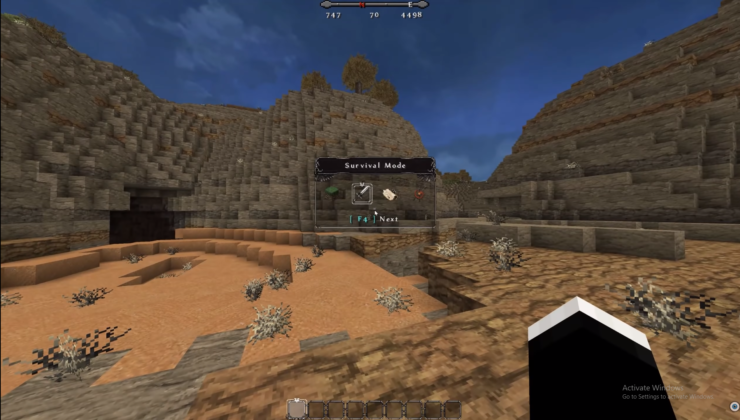 E
747 70 4498
Survival Mode
[ F4 ] Next
Activate Windows
Go to Settings to activate Windows.